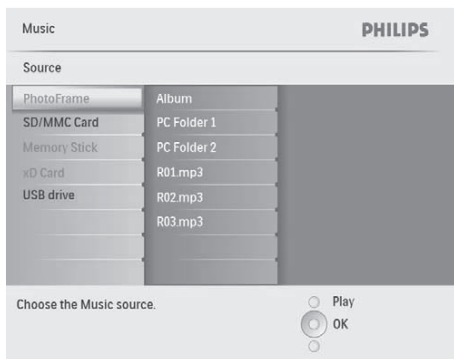 Music
PHILIPS
Source
PhotoFrame
SD/MMC Card
Memory Stick
xD Card
USB drive
Album
PC Folder 1
PC Folder 2
R01.mp3
R02.mp3
R03.mp3
Choose the Music source.
Play
OK